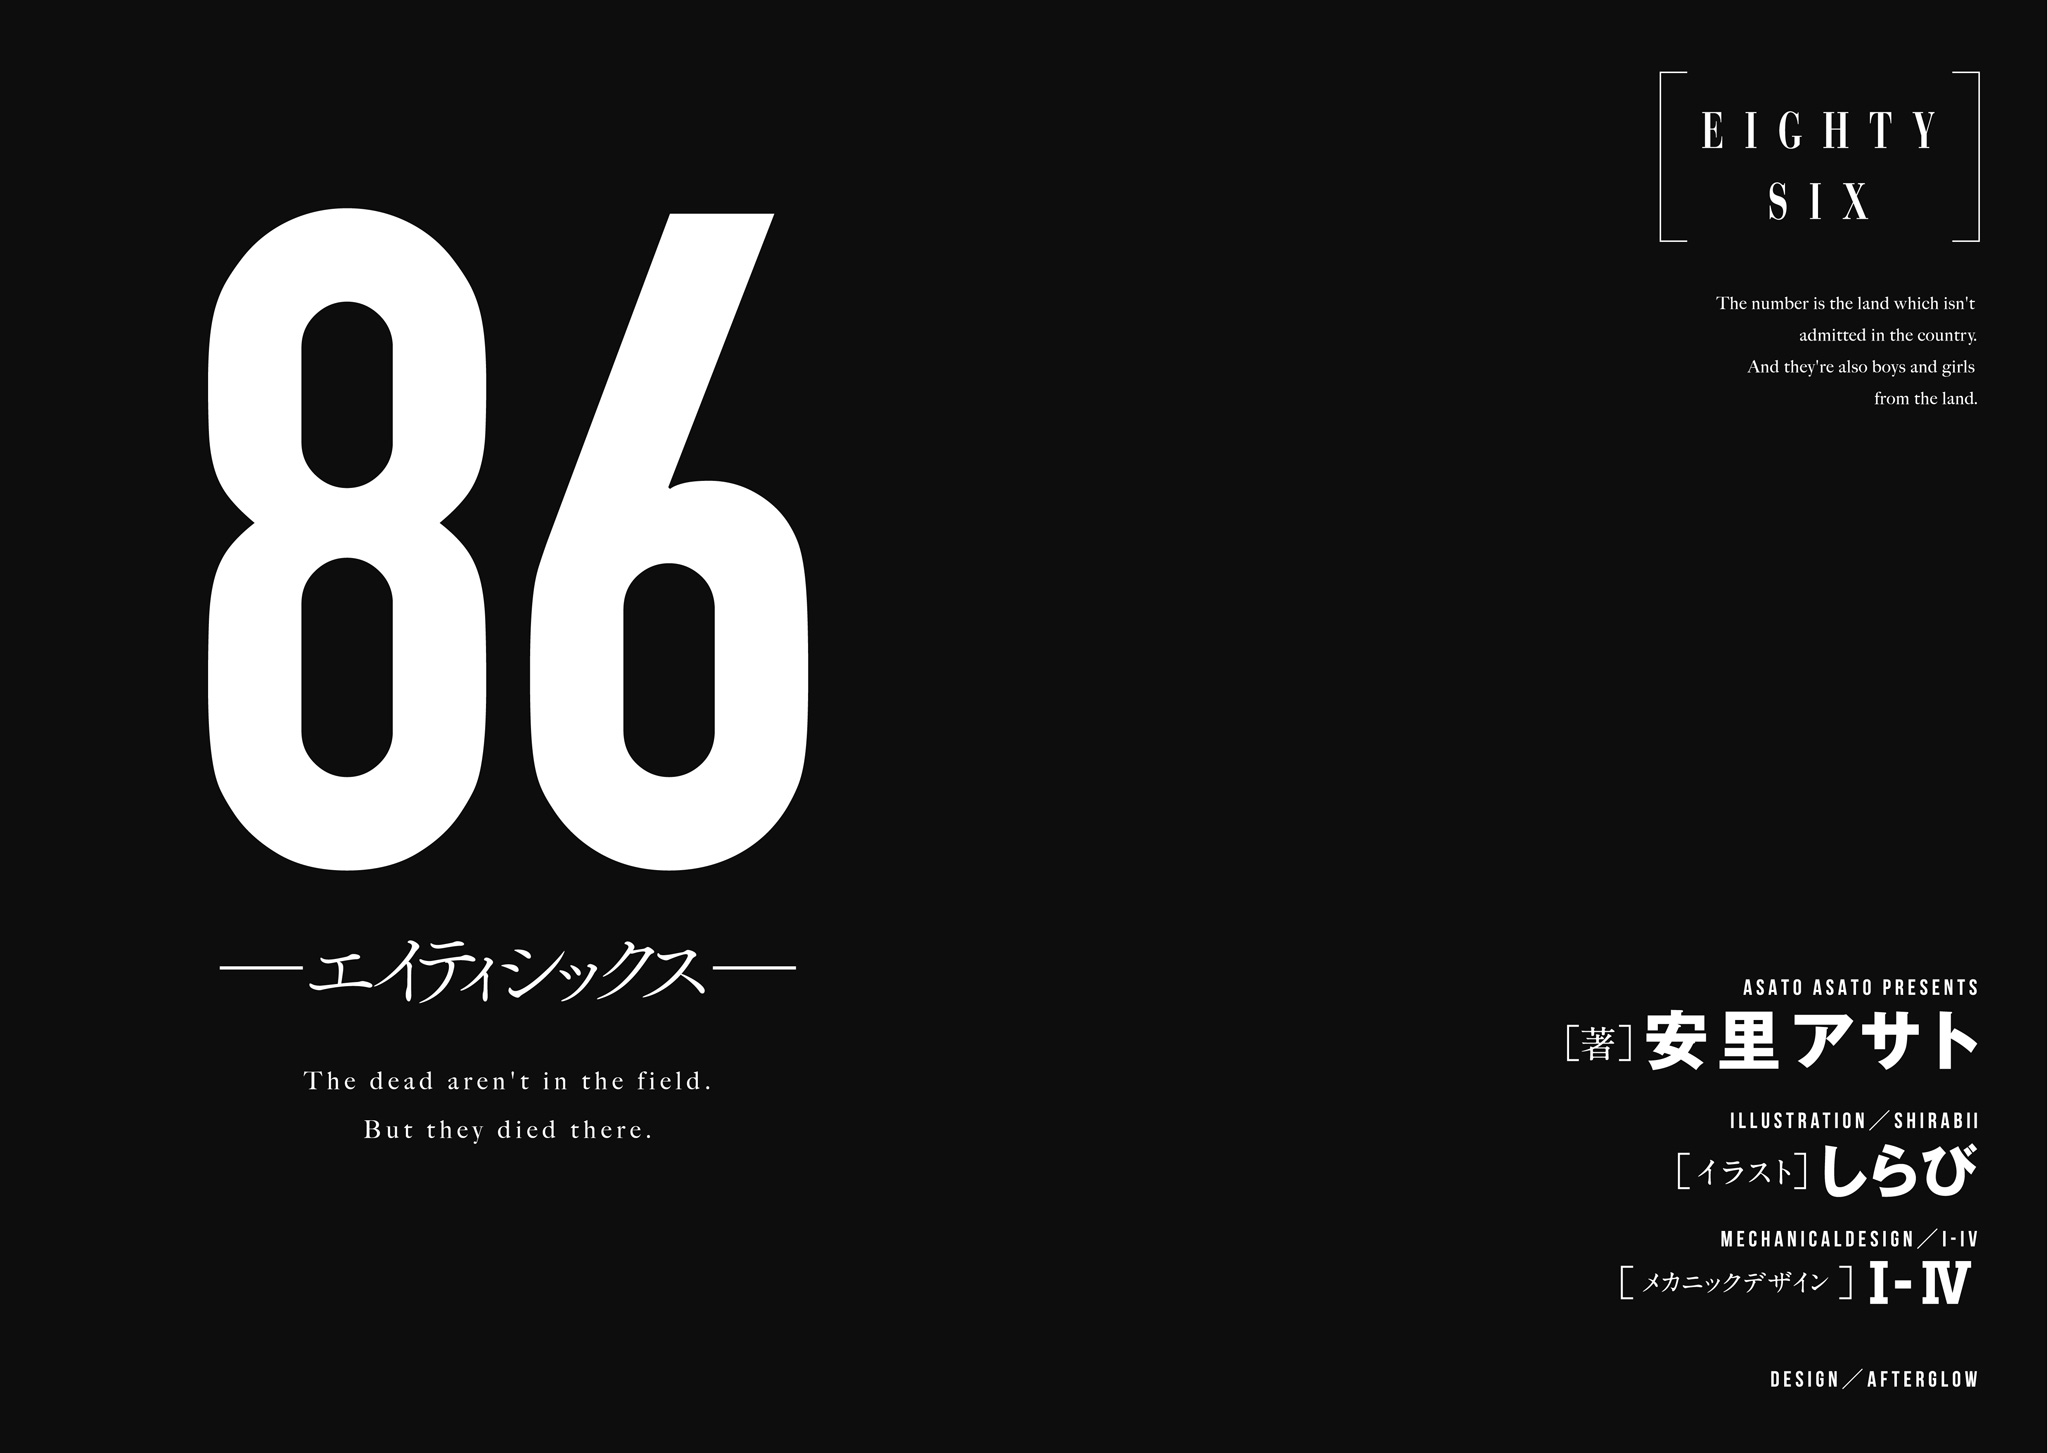 86
―エイティシックス―
The dead aren't in the field.
But they died there.
EIGHTY
SIX
The number is the land which isn't
admitted in the country.
And they're also boys and girls
from the land.
ASATO ASATO PRESENTS
[著]安里アサト
ILLUSTRATION／SHIRABII
[イラスト]しらび
MECHANICALDESIGN／I-IV
[メカニックデザイン]I-IV
DESIGN／AFTERGLOW